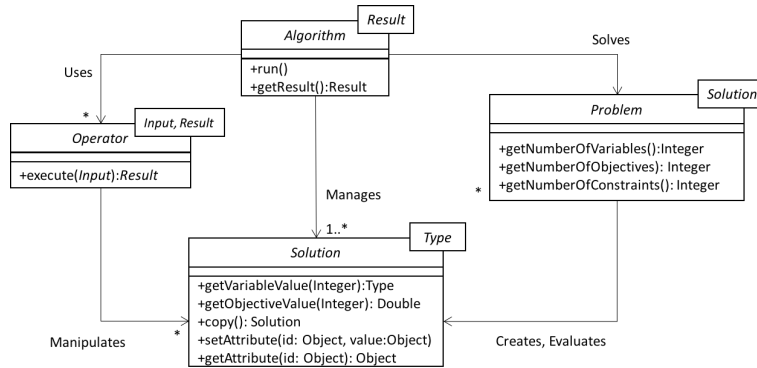 Result
Algorithm
+run()
+getResult():Result
Uses
Solves
*
Input, Result
Operator
+execute(Input):Result
Solution
Problem
+getNumberOfVariables():Integer
+getNumberOfObjectives): Integer
+getNumberOfConstraints(): Integer
*
Manages
1..*
Type
Solution
+getVariableValue(Integer):Type
+getObjectiveValue(Integer): Double
+copy(): Solution
+setAttribute(id: Object, value:Object)
+getAttribute(id: Object): Object
Manipulates
*
Creates, Evaluates